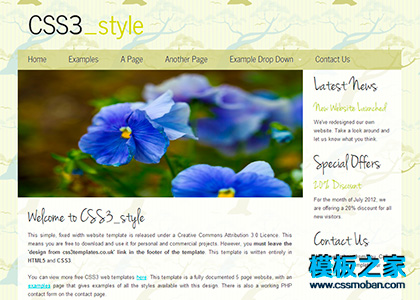 CSS3_style
Home Examples A Page Another Page Example Drop Down Contact Us
Latest News
New Website Launched
We've redesigned our own
website. Take a look around and
let us know what you think.
Special Offers
20% Discount
For the month of July 2012, we
are offering a 20% discount for all
new visitors
Contact Us
Welcome to CSS3_style
This simple, fixed width website template is released under a Creative Commons Attribution 3.0 Licence. This
means you are free to download and use it for personal and commercial projects. However, you must leave the
'design from css3templates.co.uk' link in the footer of the template. This template is written entirely in
HTML5 and CSS3.
You can view more free CSS3 web templates here. This template is a fully documented 5 page website, with an
examples page that gives examples of all the styles available with this design. There is also a working PHP
contact form on the contact page.
模板之家
www.cssmoban.com